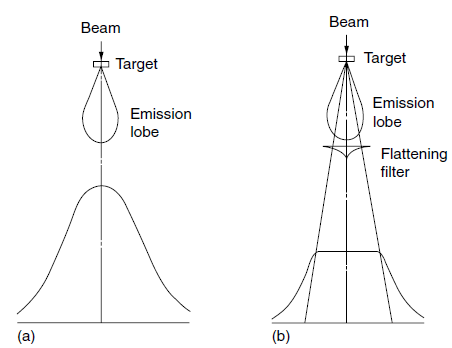 Beam
Target
Emission
lobe
(a)
Beam
Target
Emission
lobe
Flattening
filter
(b)